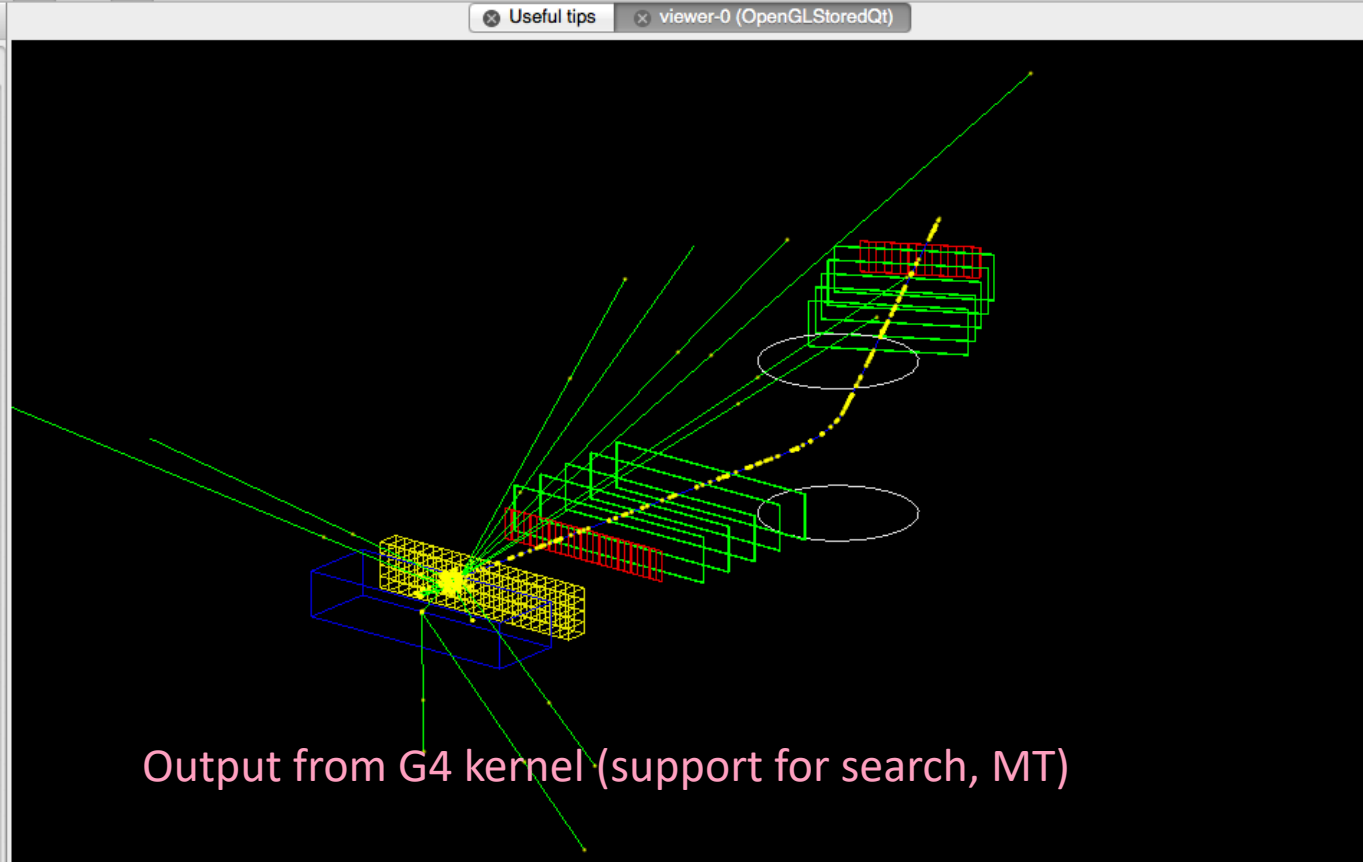 Useful tips
viewer-0 (OpenGLStoredQt)
Output from G4 kernel (support for search, MT)